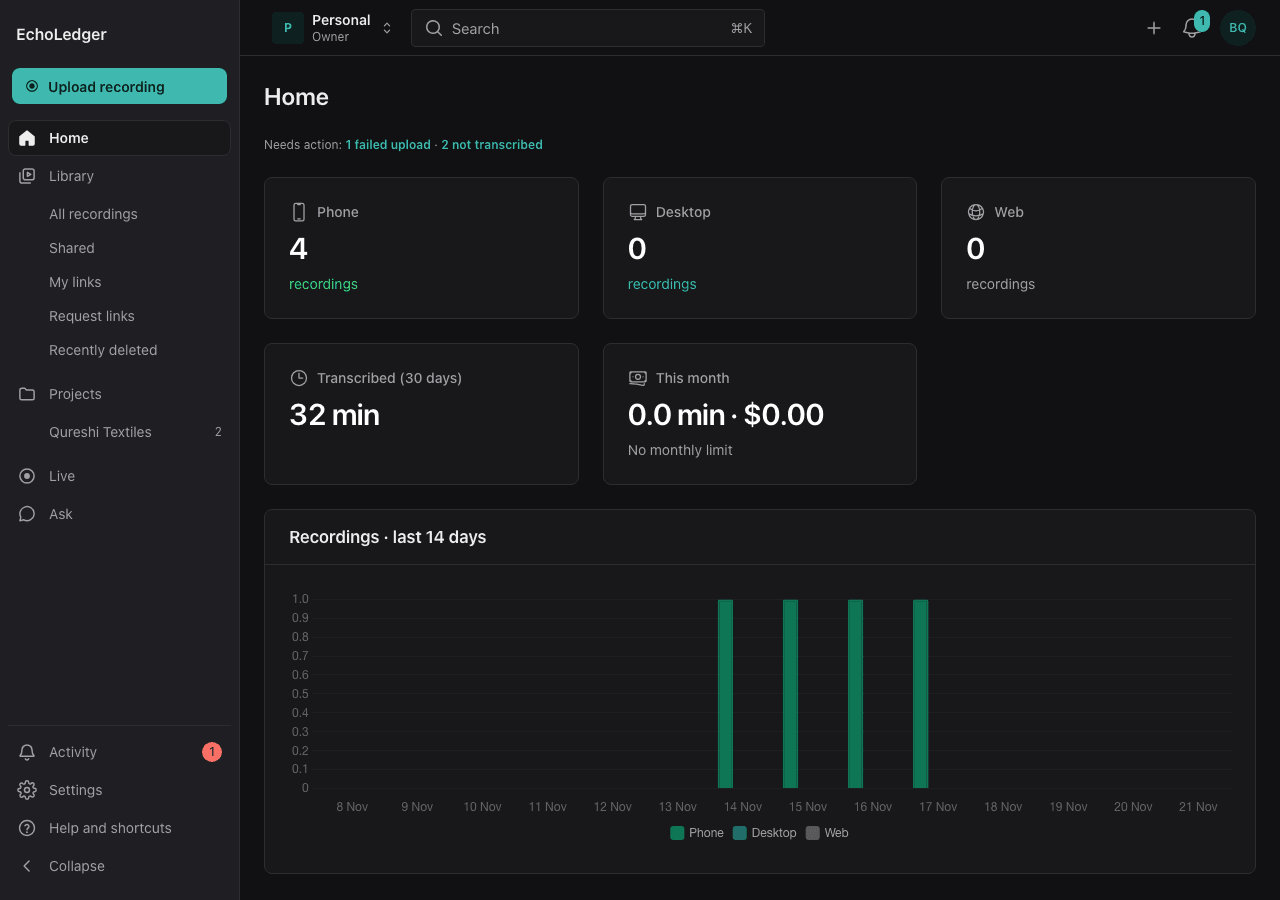 EchoLedger
Upload recording
Home
Library
All recordings
Shared
My links
Request links
Recently deleted
Projects
Qureshi Textiles 2
Live
Ask
Activity 1
Settings
Help and shortcuts
Collapse
P
Personal
Owner
Search ⌘K
1
BQ
Home
Needs action: 1 failed upload · 2 not transcribed
Phone
4
recordings
Desktop
0
recordings
Web
0
recordings
Transcribed (30 days)
32 min
This month
0.0 min · $0.00
No monthly limit
Recordings · last 14 days
1.0
0.9
0.8
0.7
0.6
0.5
0.4
0.3
0.2
0.1
0
8 Nov 9 Nov 10 Nov 11 Nov 12 Nov 13 Nov 14 Nov 15 Nov 16 Nov 17 Nov 18 Nov 19 Nov 20 Nov 21 Nov
Phone Desktop Web